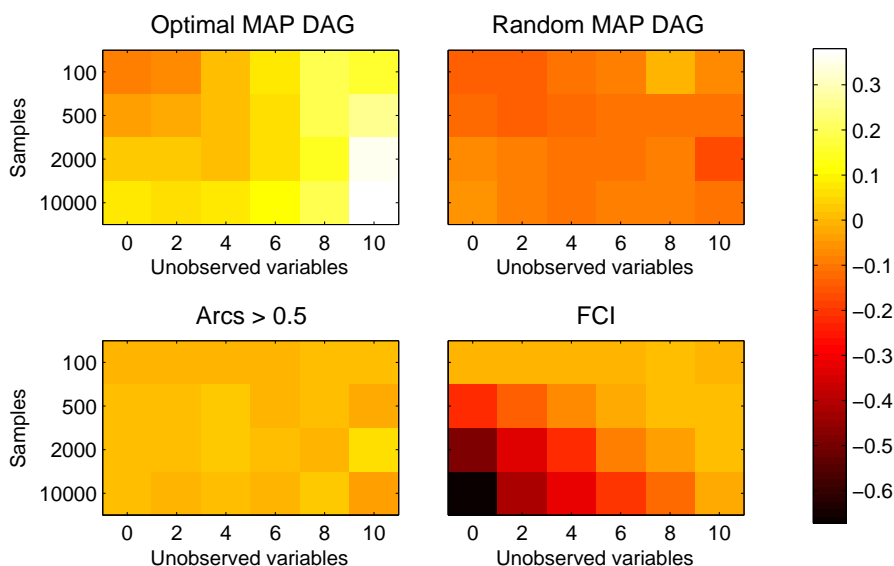 Optimal MAP DAG
Random MAP DAG
Samples
100
500
2000
10000
0 2 4 6 8 10
Unobserved variables
0 2 4 6 8 10
Unobserved variables
Arcs > 0.5
FCI
Samples
100
500
2000
10000
0 2 4 6 8 10
Unobserved variables
0 2 4 6 8 10
Unobserved variables
0.3
0.2
0.1
0
−0.1
−0.2
−0.3
−0.4
−0.5
−0.6